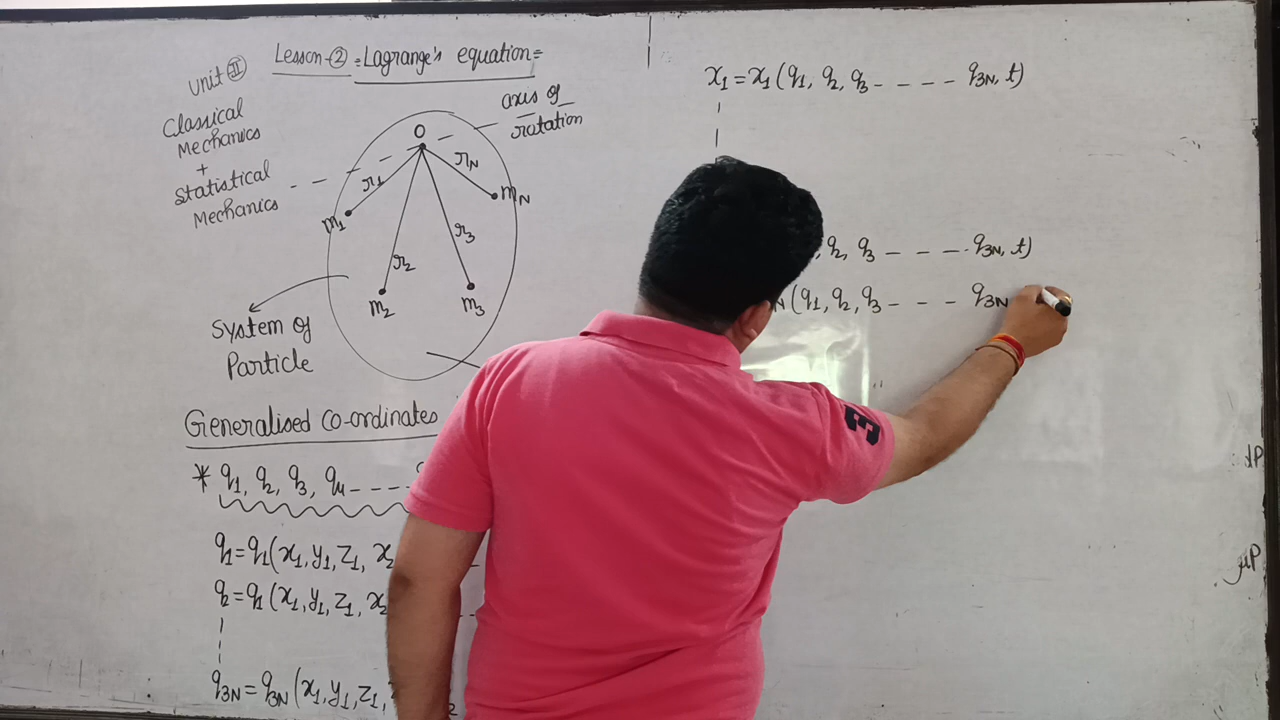 Lesson-② = Lagrange's equation =
Unit Ⅱ
Classical
Mechanics
+
Statistical
Mechanics
axis of
rotation
O
r1
rN
m1
mN
r2
r3
m2
m3
System of
Particle
Generalised co-ordinates
* q1, q2, q3, q4 - - - -
q1 = q1 (x1, y1, z1, x2
q2 = q1 (x1, y1, z1, x2
q3N = q3N (x1, y1, z1,
x1 = x1 (q1, q2, q3 - - - - - q3N, t)
, q2, q3 - - - - q3N, t)
N (q1, q2, q3 - - - q3N
3
μP